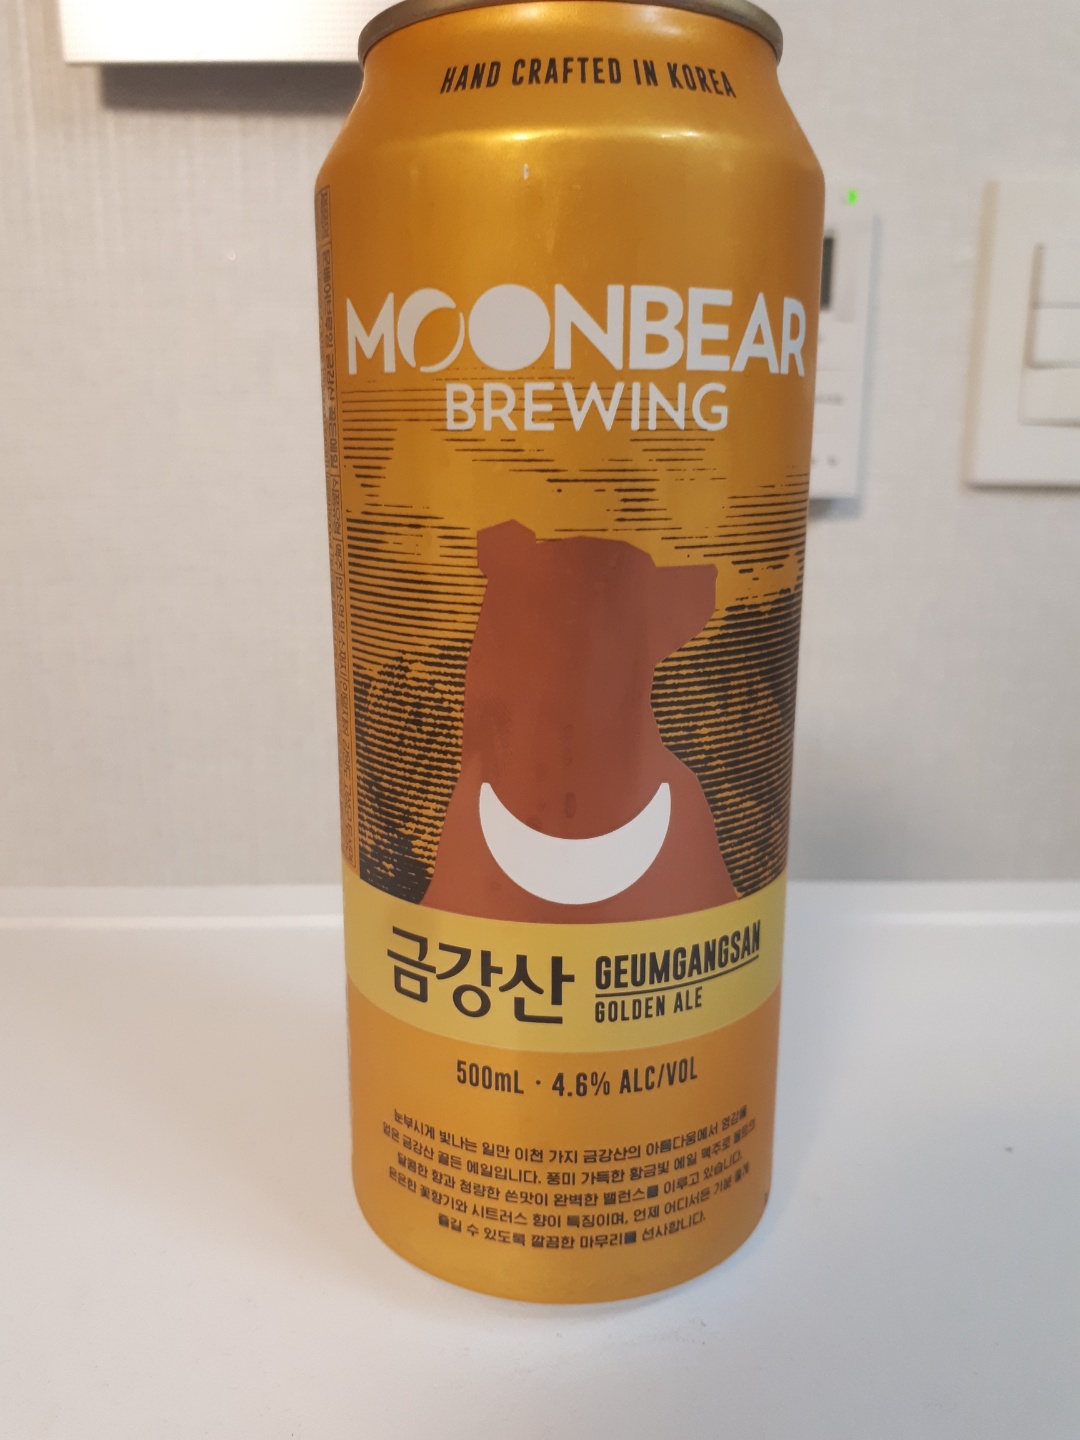 HAND CRAFTED IN KOREA
MOONBEAR
BREWING
금강산
GEUMGANGSAN
GOLDEN ALE
500mL · 4.6% ALC/VOL
눈부시게 빛나는 일만 이천 가지 금강산의 아름다움에서 영감을
얻은 금강산 골든 에일입니다. 풍미 가득한 황금빛 에일 맥주로 몰트의
달콤한 향과 청량한 쓴맛이 완벽한 밸런스를 이루고 있습니다.
은은한 꽃향기와 시트러스 향이 특징이며, 언제 어디서든 기분 좋게
즐길 수 있도록 깔끔한 마무리를 선사합니다.